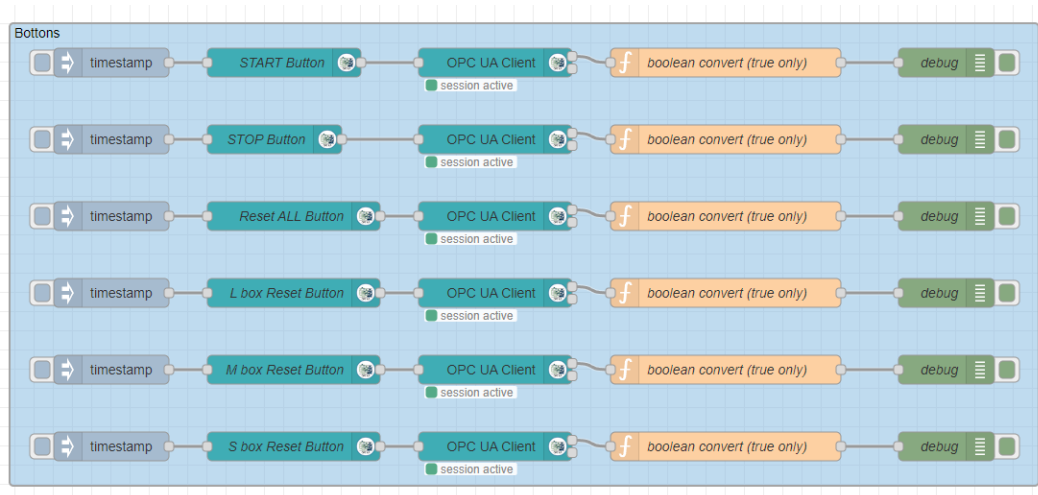 Bottons
timestamp START Button OPC UA Client boolean convert (true only) debug
session active
timestamp STOP Button OPC UA Client boolean convert (true only) debug
session active
timestamp Reset ALL Button OPC UA Client boolean convert (true only) debug
session active
timestamp L box Reset Button OPC UA Client boolean convert (true only) debug
session active
timestamp M box Reset Button OPC UA Client boolean convert (true only) debug
session active
timestamp S box Reset Button OPC UA Client boolean convert (true only) debug
session active